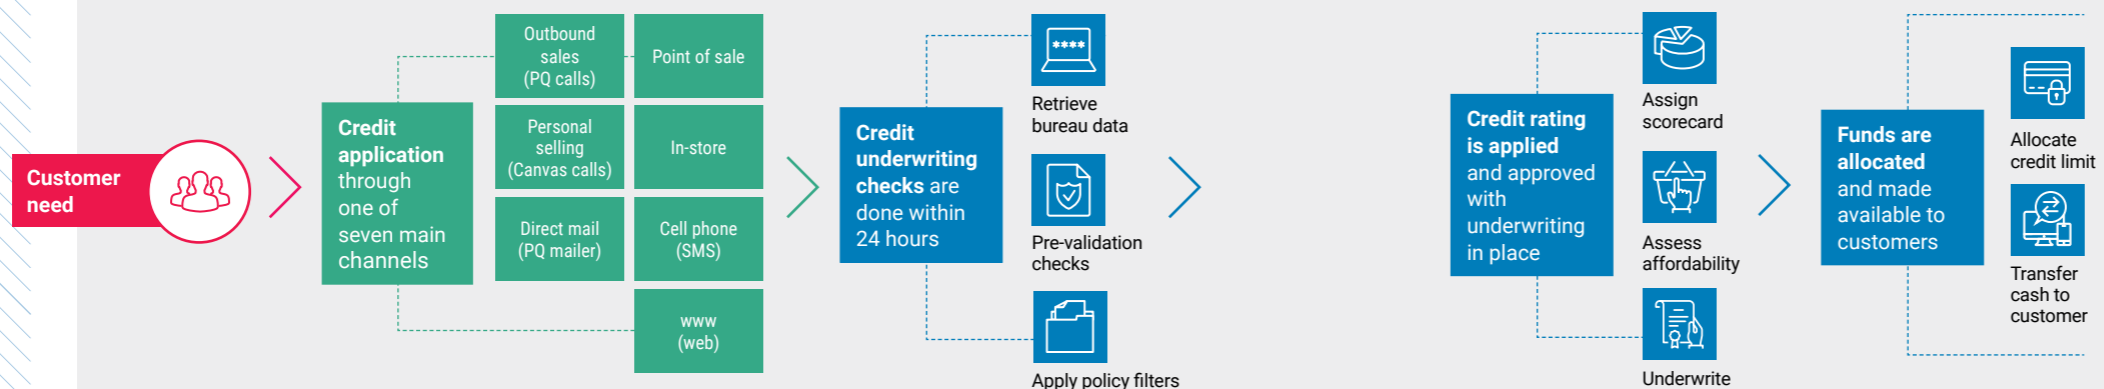 Customer
need
Credit
application
through
one of
seven main
channels
Outbound
sales
(PQ calls)
Point of sale
Personal
selling
(Canvas calls)
In-store
Direct mail
(PQ mailer)
Cell phone
(SMS)
www
(web)
Credit
underwriting
checks are
done within
24 hours
****
Retrieve
bureau data
Pre-validation
checks
Apply policy filters
Credit rating
is applied
and approved
with
underwriting
in place
Assign
scorecard
Assess
affordability
Underwrite
Funds are
allocated
and made
available to
customers
Allocate
credit limit
Transfer
cash to
customer